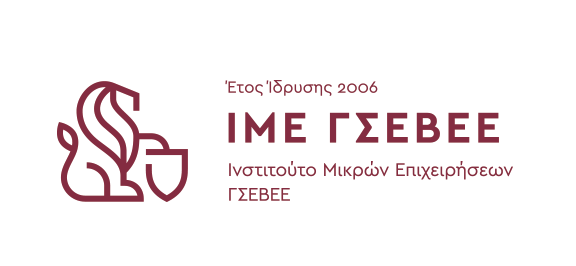 Έτος Ίδρυσης 2006
ΙΜΕ ΓΣΕΒΕΕ
Ινστιτούτο Μικρών Επιχειρήσεων
ΓΣΕΒΕΕ